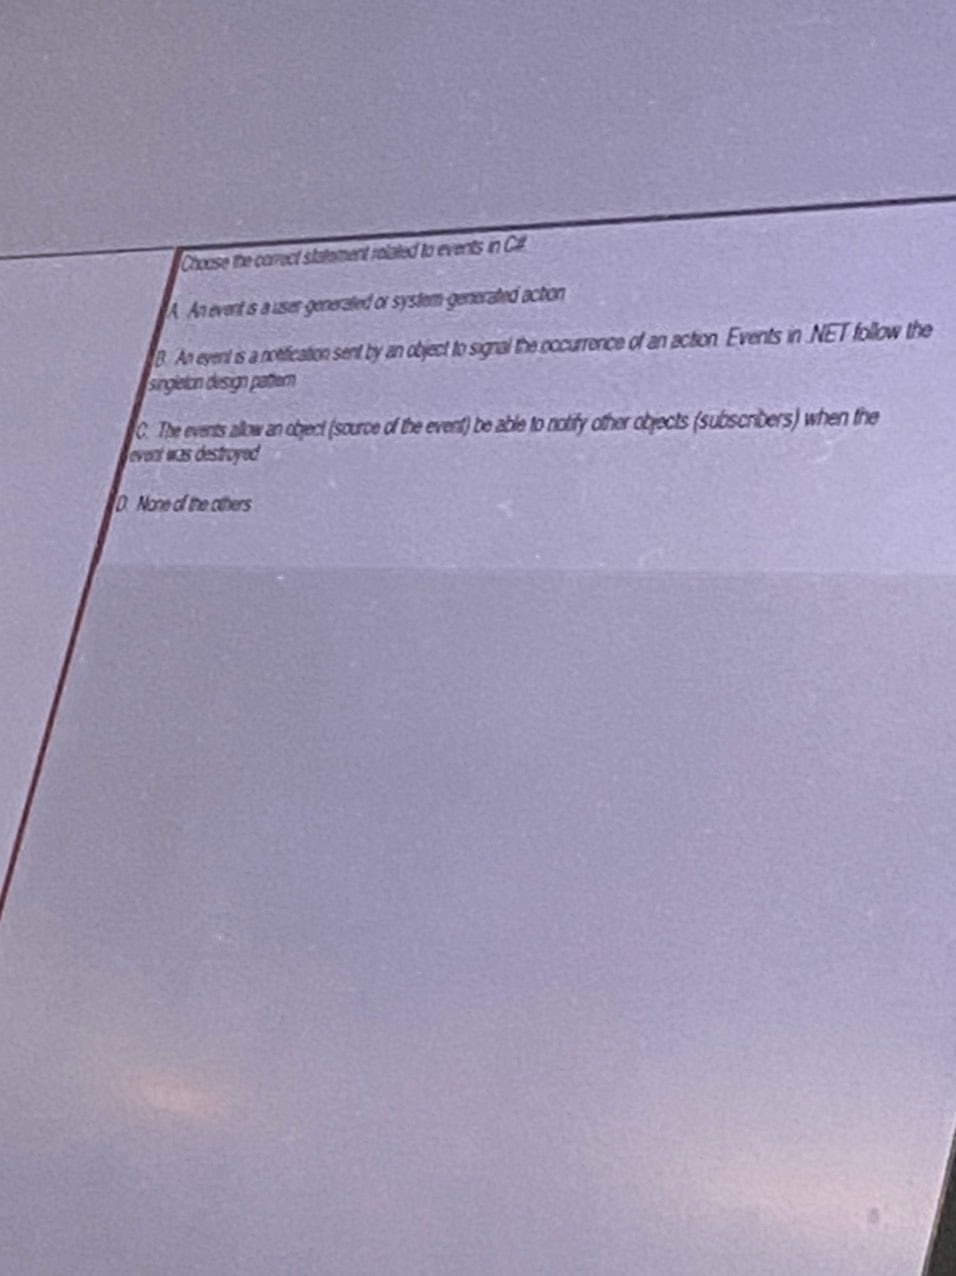 Choose the correct statement related to events in C#.
A. An event is a user-generated or system-generated action
B. An event is a notification sent by an object to signal the occurrence of an action. Events in .NET follow the
singleton design pattern
C. The events allow an object (source of the event) be able to notify other objects (subscribers) when the
event was destroyed
D. None of the others